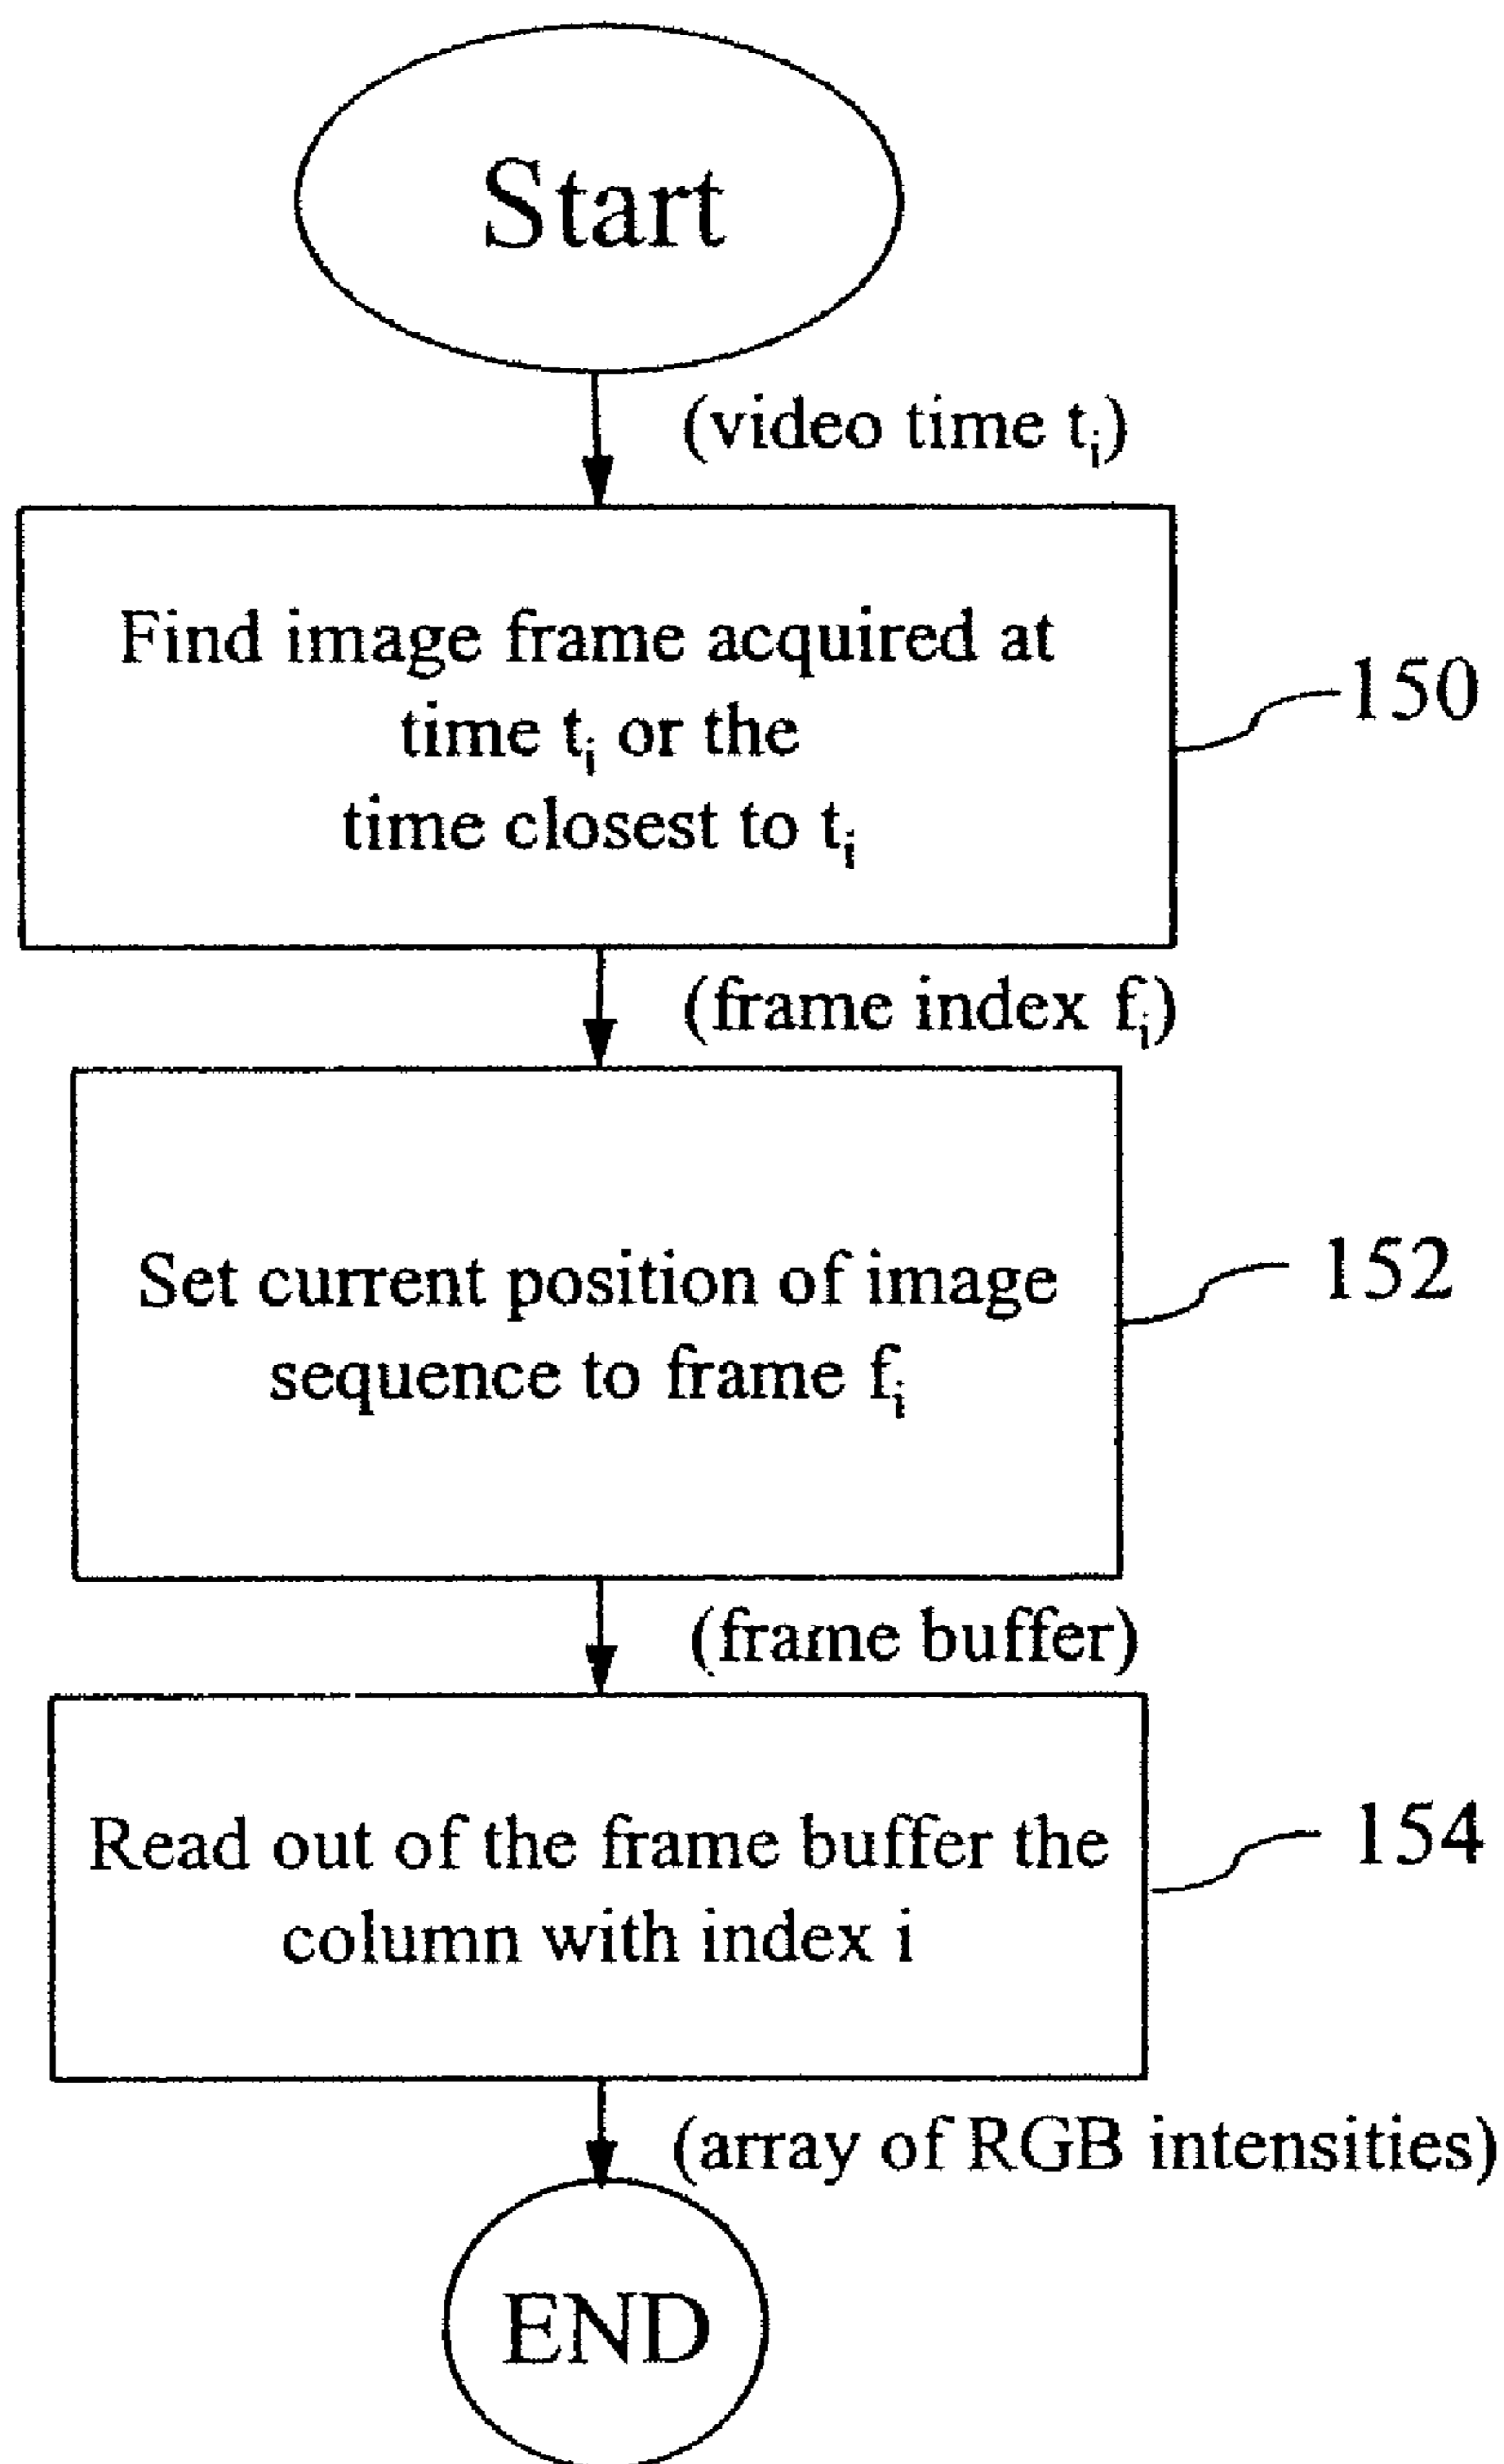 Start
(video time tᵢ)
Find image frame acquired at
time tᵢ or the
time closest to tᵢ
150
(frame index fᵢ)
Set current position of image
sequence to frame fᵢ
152
(frame buffer)
Read out of the frame buffer the
column with index i
154
(array of RGB intensities)
END